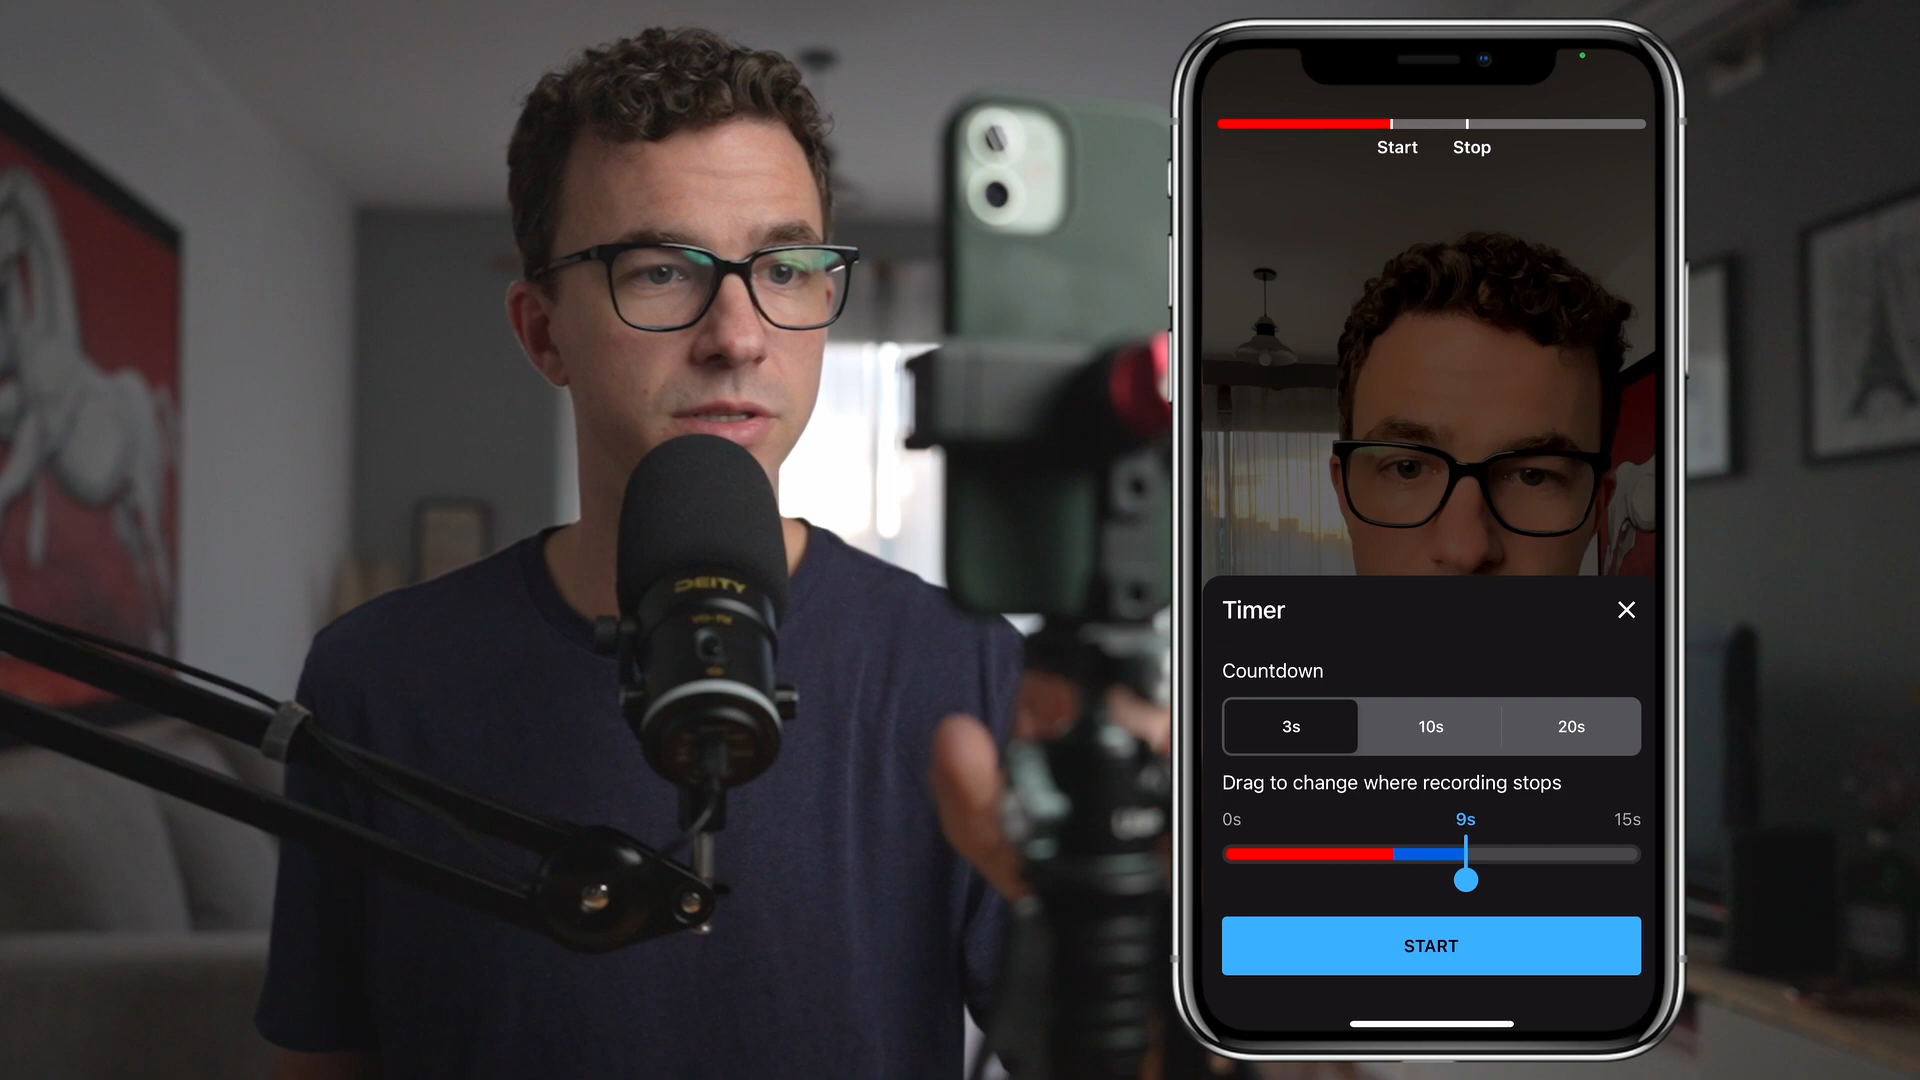 DEITY
Start Stop
Timer
Countdown
3s 10s 20s
Drag to change where recording stops
0s 9s 15s
START